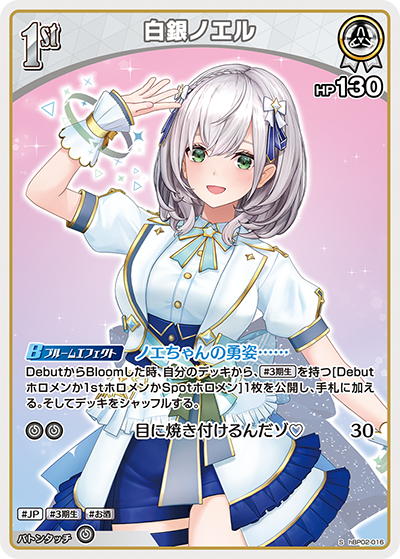 1st
白銀ノエル
HP130
B ブルームエフェクト ノエちゃんの勇姿……
DebutからBloomした時、自分のデッキから、#3期生を持つ[Debut
ホロメンか1stホロメンかSpotホロメン]1枚を公開し、手札に加え
る。そしてデッキをシャッフルする。
目に焼き付けるんだゾ♡ 30
#JP #3期生 #お酒
バトンタッチ
S hBP02-016